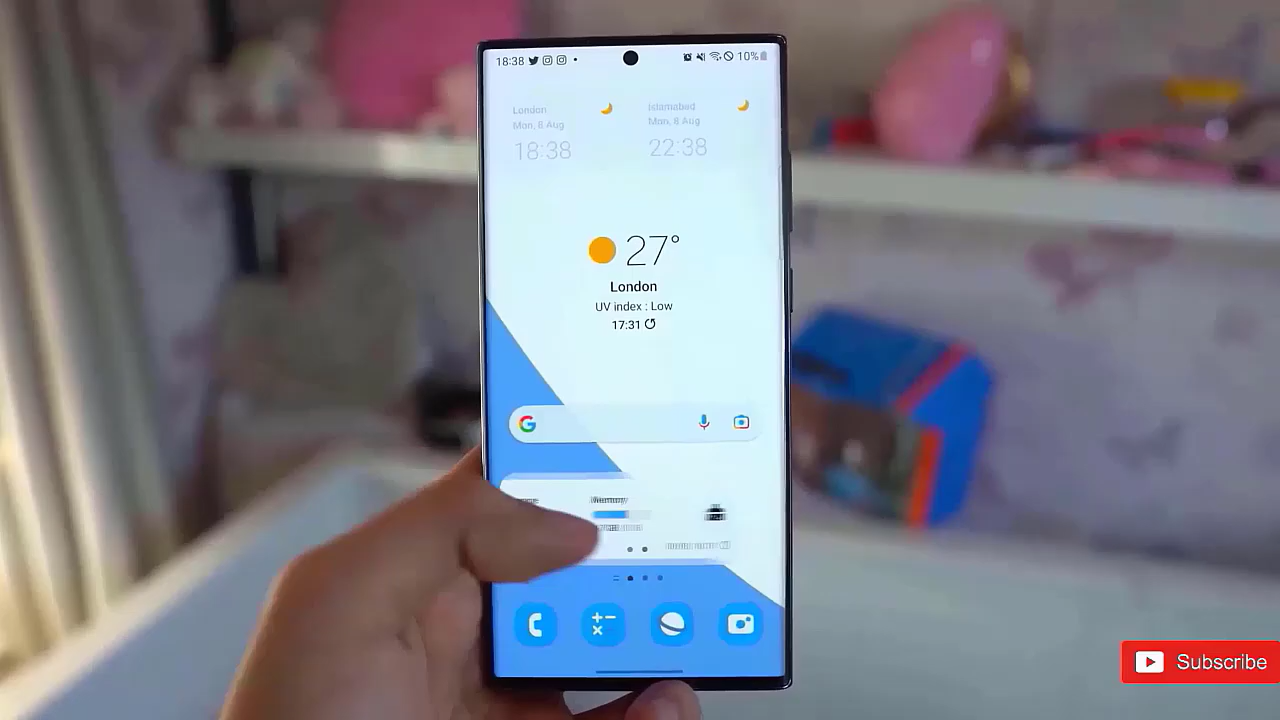 18:38
10%
London
Mon, 8 Aug
18:38
Islamabad
Mon, 8 Aug
22:38
27°
London
UV index : Low
17:31
Memory
Subscribe